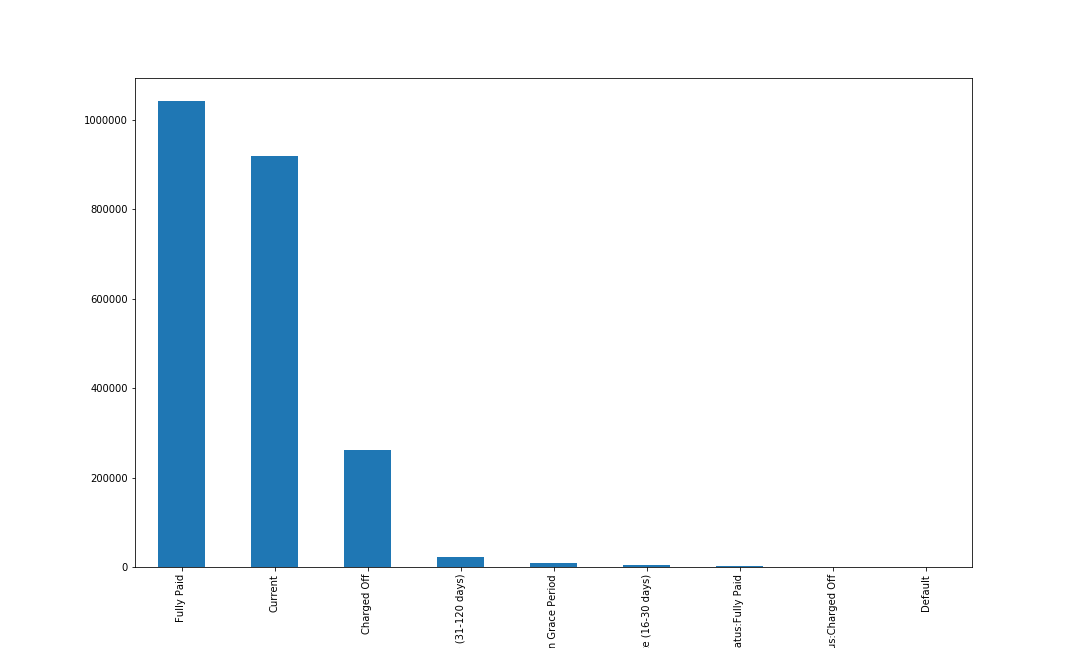 1000000
800000
600000
400000
200000
0
Fully Paid
Current
Charged Off
(31-120 days)
n Grace Period
e (16-30 days)
atus:Fully Paid
us:Charged Off
Default